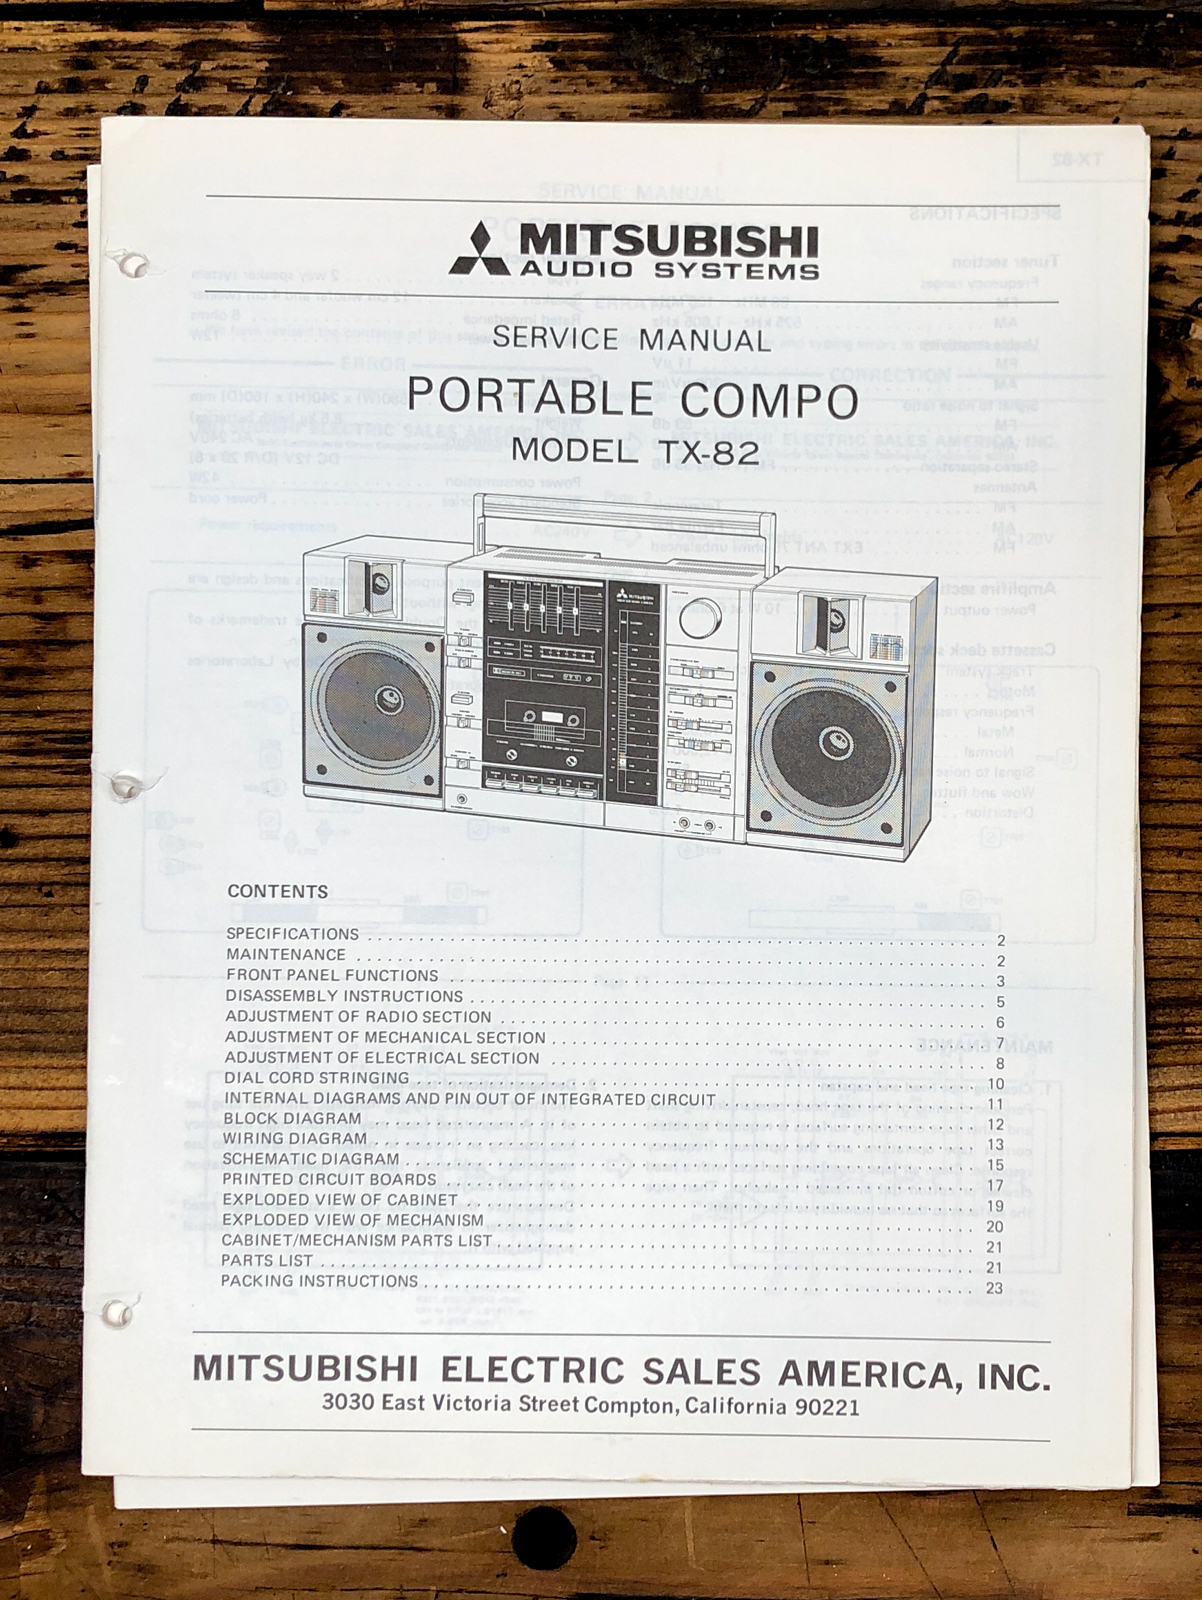 MITSUBISHI
AUDIO SYSTEMS
SERVICE MANUAL
PORTABLE COMPO
MODEL TX-82
MITSUBISHI
CONTENTS
SPECIFICATIONS 2
MAINTENANCE 2
FRONT PANEL FUNCTIONS 3
DISASSEMBLY INSTRUCTIONS 5
ADJUSTMENT OF RADIO SECTION 6
ADJUSTMENT OF MECHANICAL SECTION 7
ADJUSTMENT OF ELECTRICAL SECTION 8
DIAL CORD STRINGING 10
INTERNAL DIAGRAMS AND PIN OUT OF INTEGRATED CIRCUIT 11
BLOCK DIAGRAM 12
WIRING DIAGRAM 13
SCHEMATIC DIAGRAM 15
PRINTED CIRCUIT BOARDS 17
EXPLODED VIEW OF CABINET 19
EXPLODED VIEW OF MECHANISM 20
CABINET/MECHANISM PARTS LIST 21
PARTS LIST 21
PACKING INSTRUCTIONS 23
MITSUBISHI ELECTRIC SALES AMERICA, INC.
3030 East Victoria Street Compton, California 90221